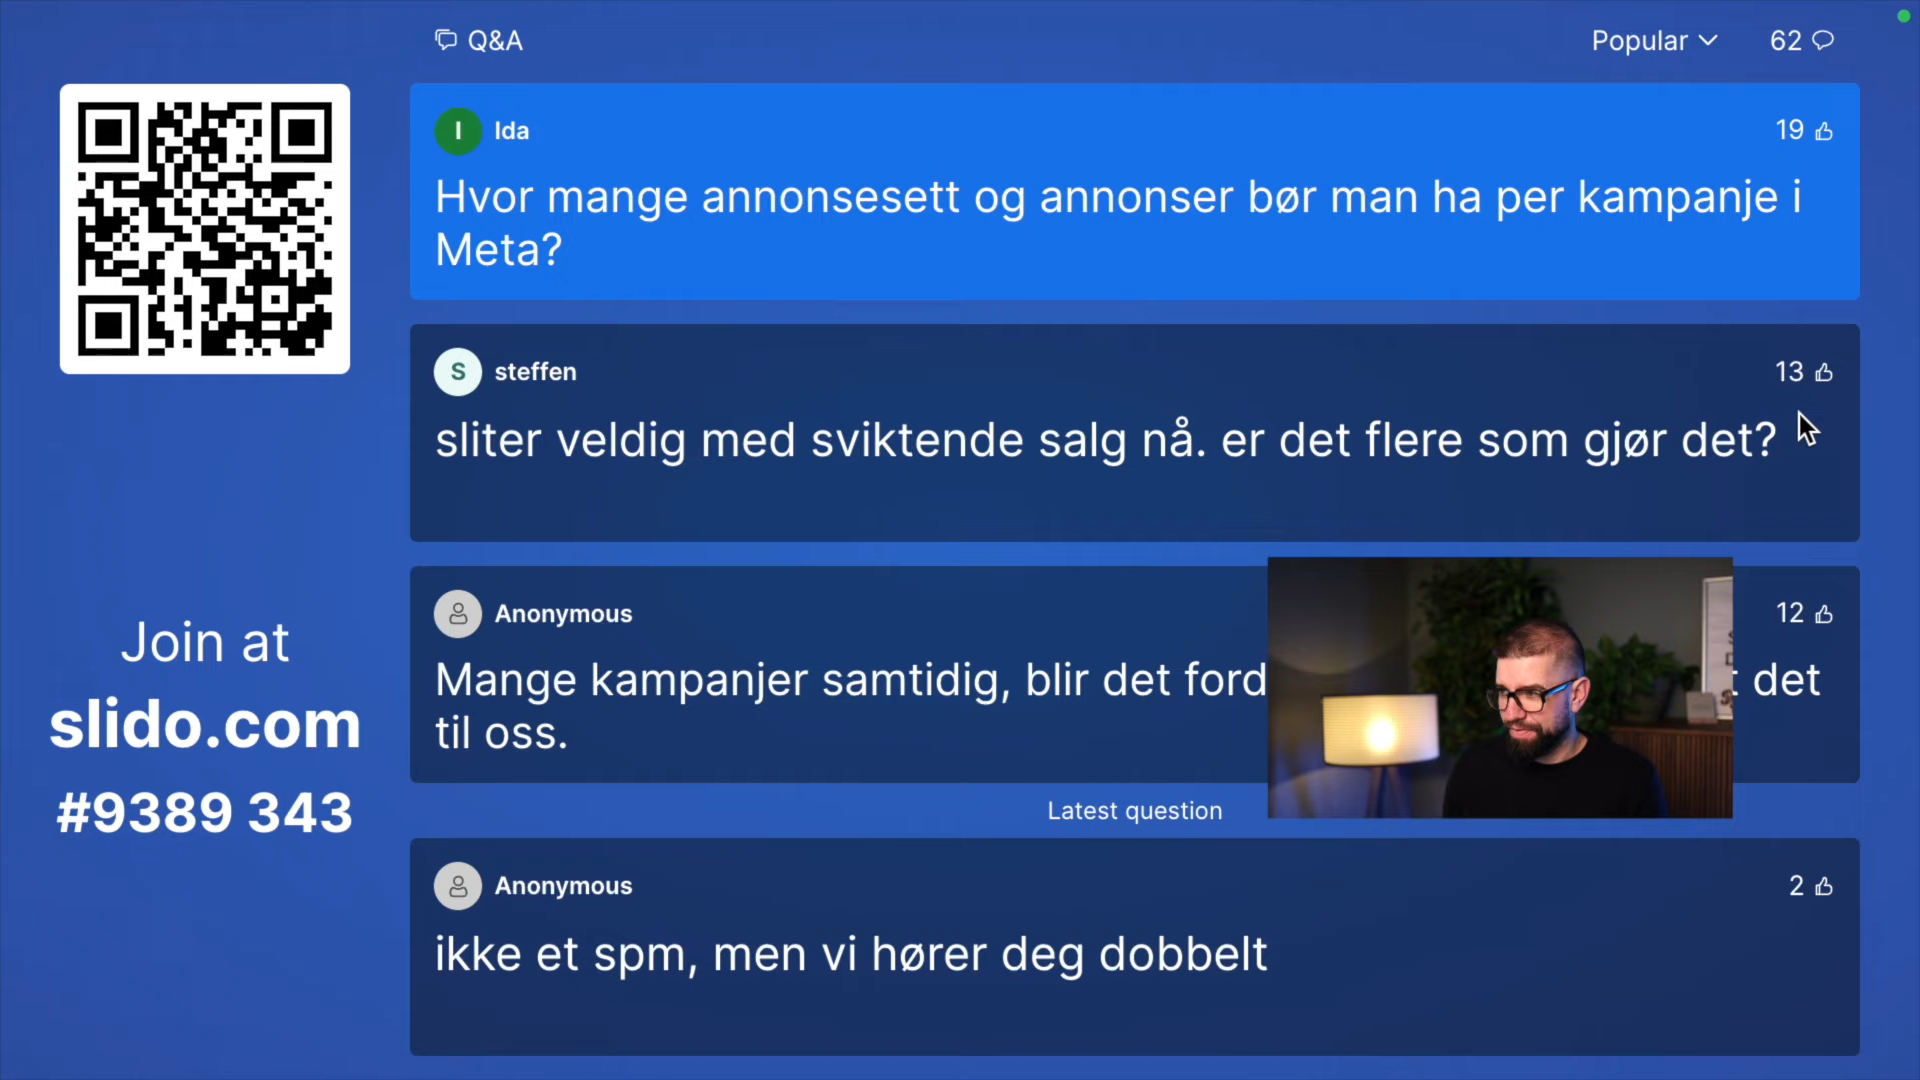 Q&A
Popular
62
I
Ida
19
Hvor mange annonsesett og annonser bør man ha per kampanje i
Meta?
S
steffen
13
sliter veldig med sviktende salg nå. er det flere som gjør det?
Anonymous
12
Mange kampanjer samtidig, blir det det
til oss.
Join at
slido.com
#9389 343
Latest question
Anonymous
2
ikke et spm, men vi hører deg dobbelt